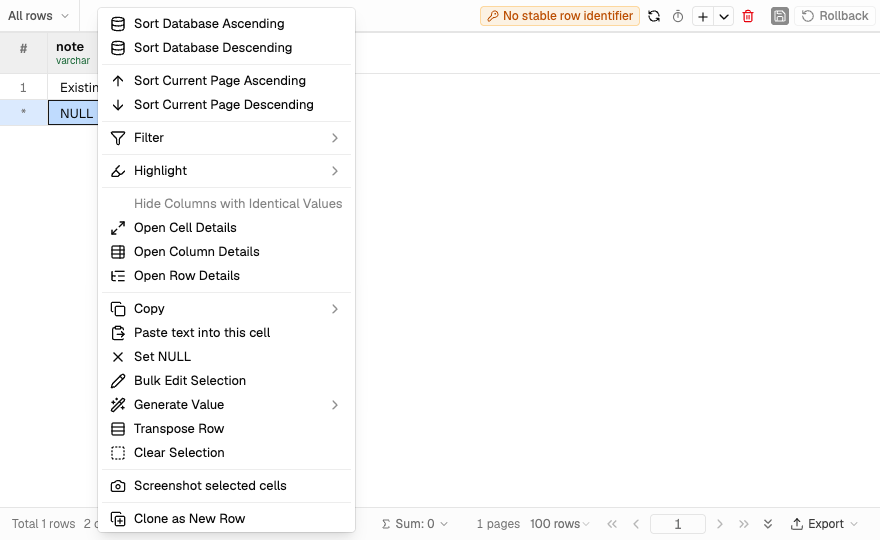 All rows
No stable row identifier
Rollback
#
note
varchar
1
*
NULL
Sort Database Ascending
Sort Database Descending
Sort Current Page Ascending
Sort Current Page Descending
Filter
Highlight
Hide Columns with Identical Values
Open Cell Details
Open Column Details
Open Row Details
Copy
Paste text into this cell
Set NULL
Bulk Edit Selection
Generate Value
Transpose Row
Clear Selection
Screenshot selected cells
Clone as New Row
Total 1 rows 2
Σ Sum: 0
1 pages
100 rows
1
Export